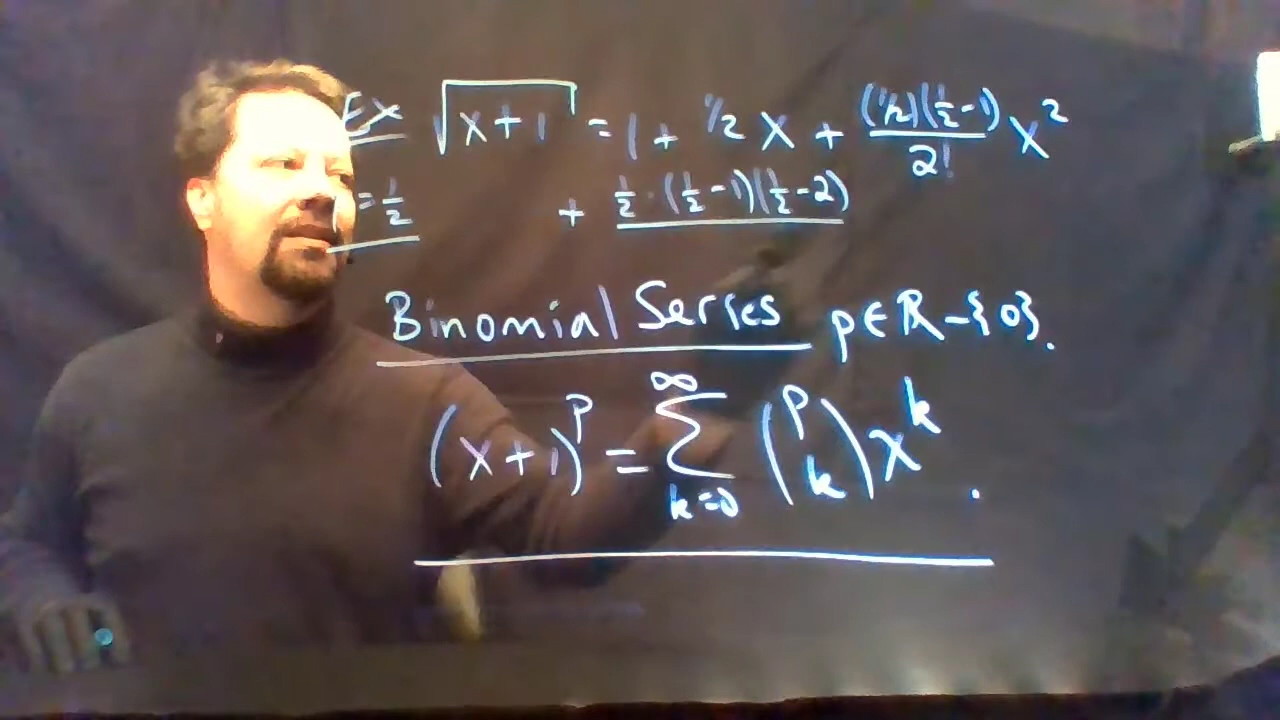 Ex √(x+1) = 1 + 1/2 x + (1/2)(1/2-1)/2! x²
= 1/2 + 1/2 · (1/2-1)(1/2-2)
Binomial Series p∈ℝ-{0}.
(x+1)^p = ∑_{k=0}^{∞} (p k) x^k .